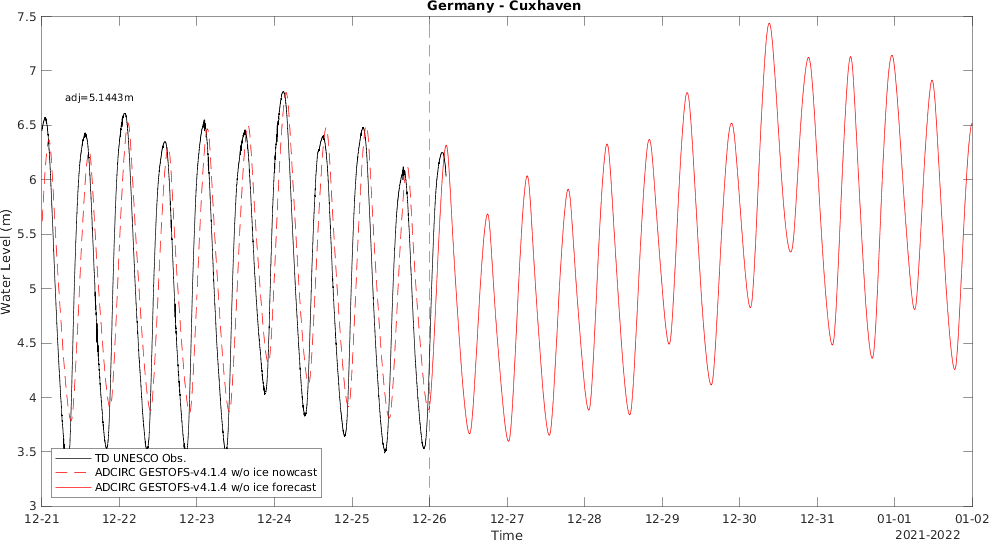 Germany - Cuxhaven
7.5
7
6.5
6
5.5
5
4.5
4
3.5
3
Water Level (m)
adj=5.1443m
TD UNESCO Obs.
ADCIRC GESTOFS-v4.1.4 w/o ice nowcast
ADCIRC GESTOFS-v4.1.4 w/o ice forecast
12-21 12-22 12-23 12-24 12-25 12-26 12-27 12-28 12-29 12-30 12-31 01-01 01-02
Time
2021-2022